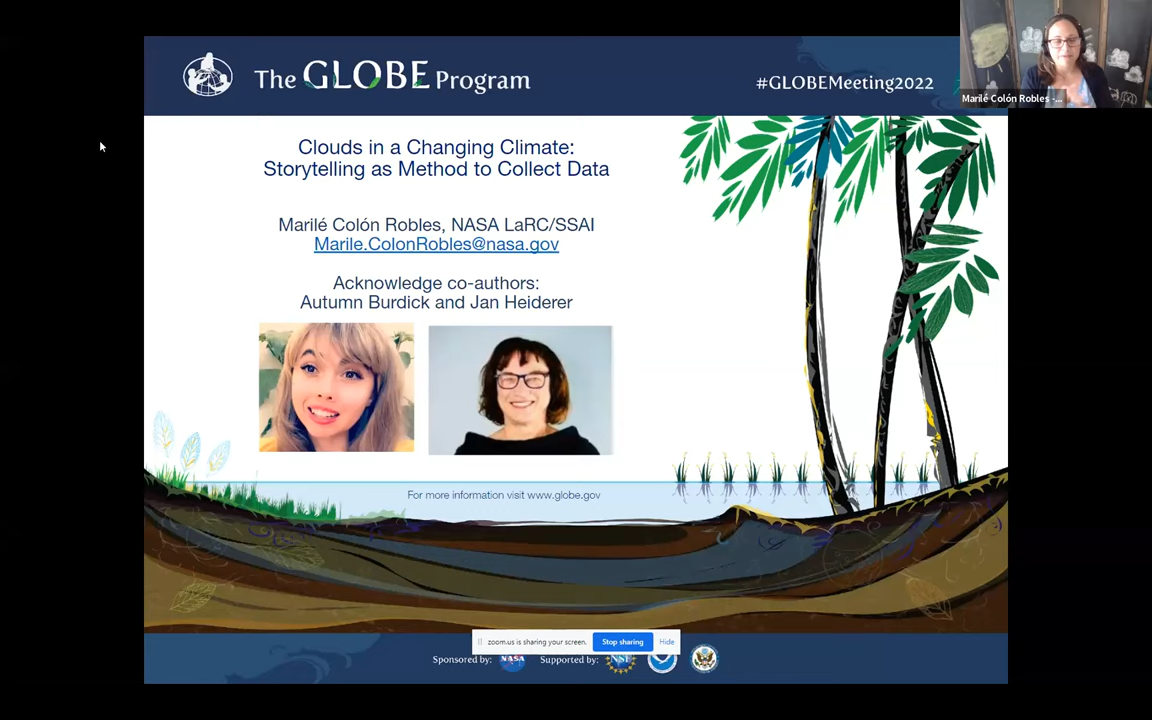 The GLOBE Program
#GLOBEMeeting2022
Marilé Colón Robles -...
Clouds in a Changing Climate:
Storytelling as Method to Collect Data
Marilé Colón Robles, NASA LaRC/SSAI
Marile.ColonRobles@nasa.gov
Acknowledge co-authors:
Autumn Burdick and Jan Heiderer
For more information visit www.globe.gov
zoom.us is sharing your screen.
Stop sharing
Hide
Sponsored by:
NASA
Supported by:
NSF